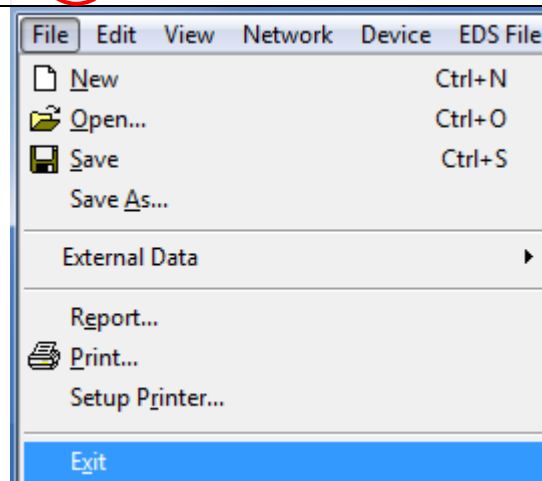 File Edit View Network Device EDS File
New Ctrl+N
Open... Ctrl+O
Save Ctrl+S
Save As...
External Data
Report...
Print...
Setup Printer...
Exit